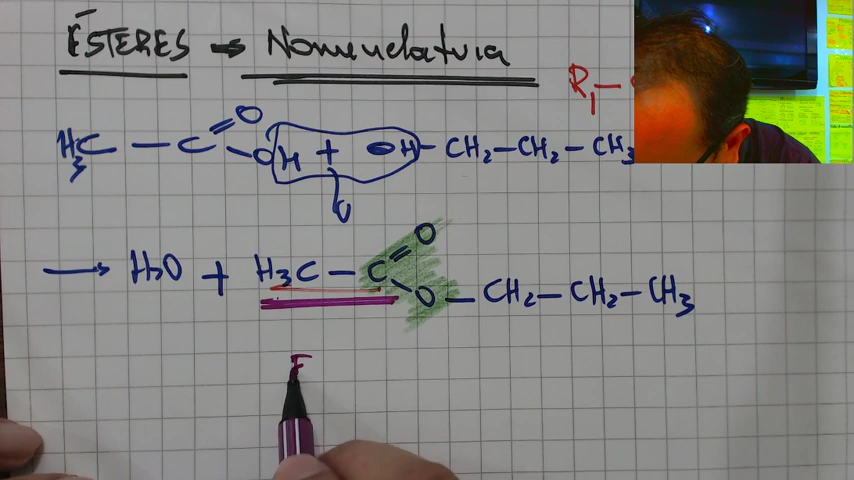 ÉSTERES → Nomenclatura
R —
H₃C — C = O
OH + OH — CH₂ — CH₂ — CH₃
→ H₂O + H₃C — C = O
O — CH₂ — CH₂ — CH₃
F